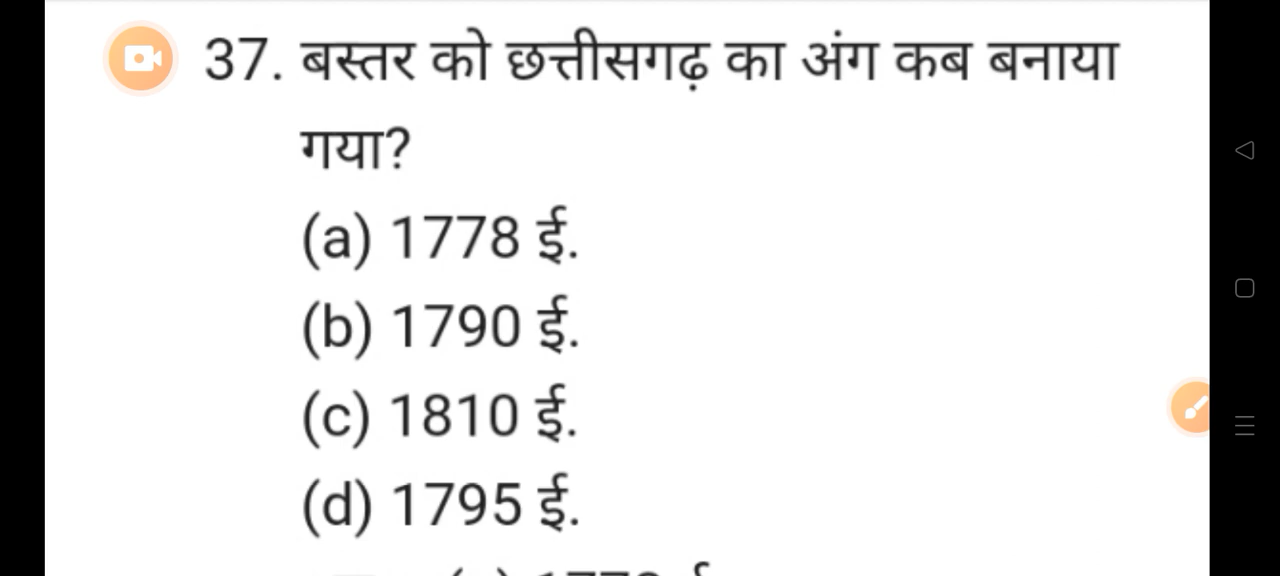 37. बस्तर को छत्तीसगढ़ का अंग कब बनाया
गया?
(a) 1778 ई.
(b) 1790 ई.
(c) 1810 ई.
(d) 1795 ई.